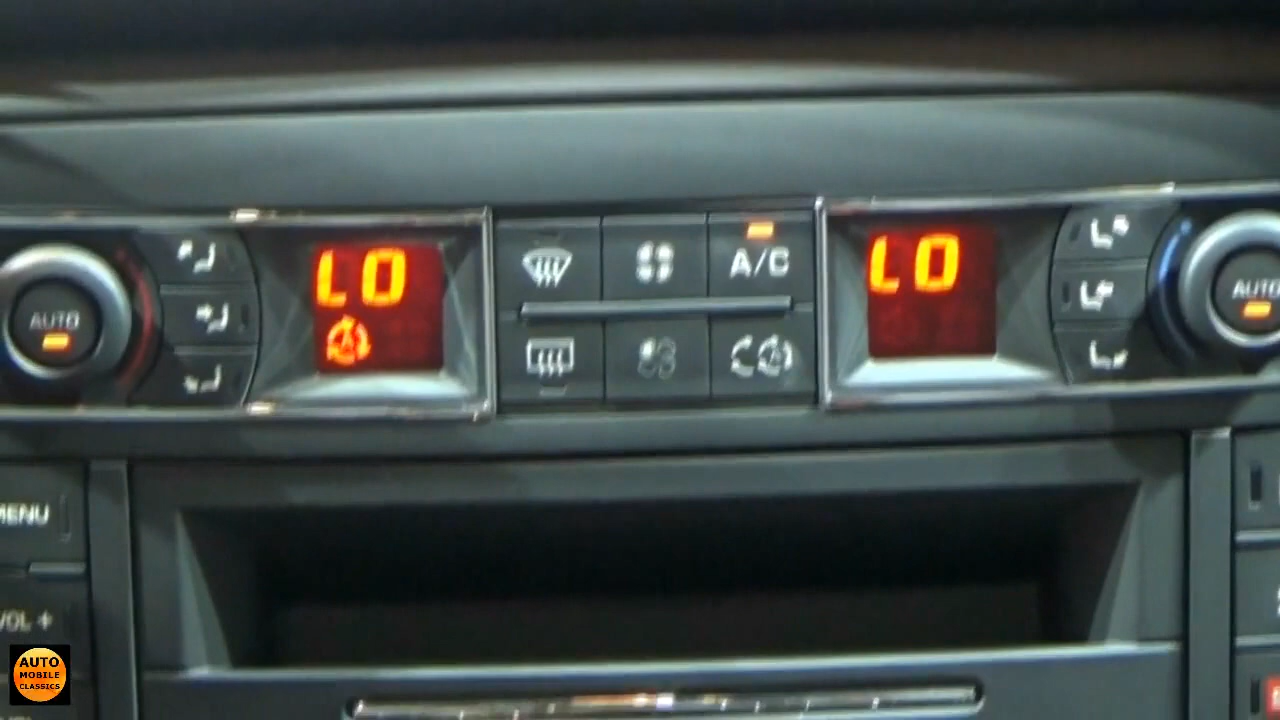 LO
A/C
LO
AUTO
AUTO
MENU
VOL +
AUTO
MOBILE
CLASSICS